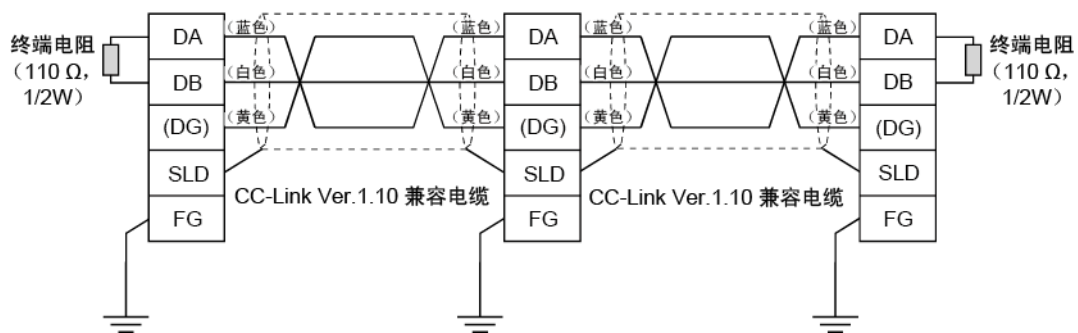 终端电阻
（110 Ω，
1/2W）
DA
DB
(DG)
SLD
FG
（蓝色）
（白色）
（黄色）
CC-Link Ver.1.10 兼容电缆
（蓝色）
（白色）
（黄色）
DA
DB
(DG)
SLD
FG
（蓝色）
（白色）
（黄色）
CC-Link Ver.1.10 兼容电缆
（蓝色）
（白色）
（黄色）
DA
DB
(DG)
SLD
FG
终端电阻
（110 Ω，
1/2W）